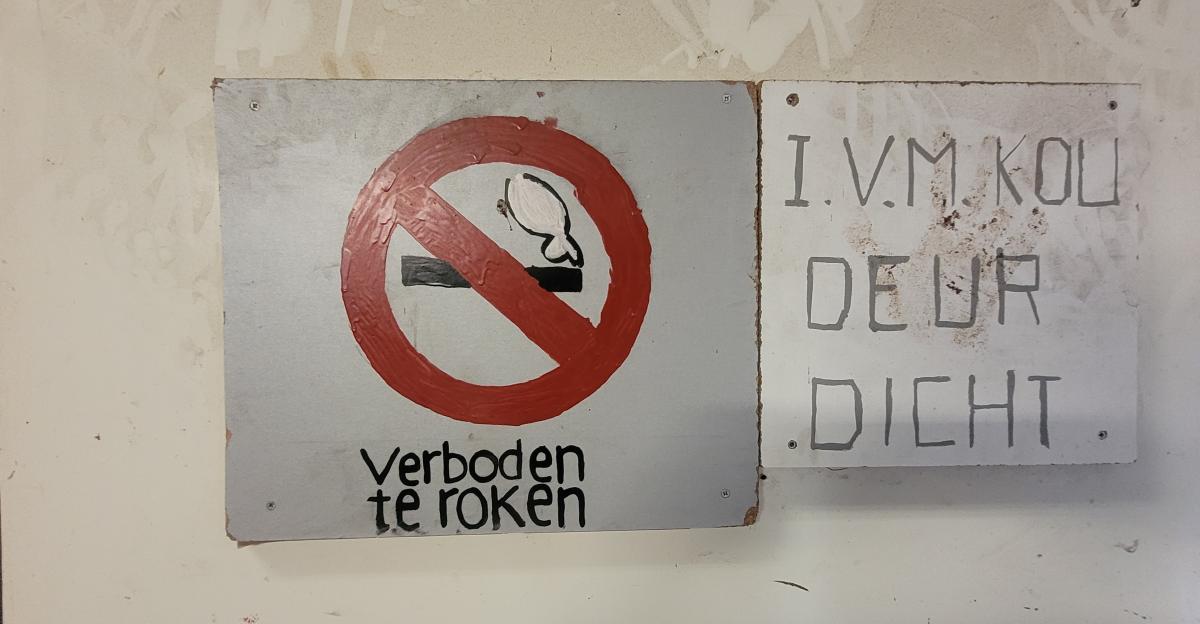 verboden
te roken
I.V.M. KOU
DEUR
DICHT